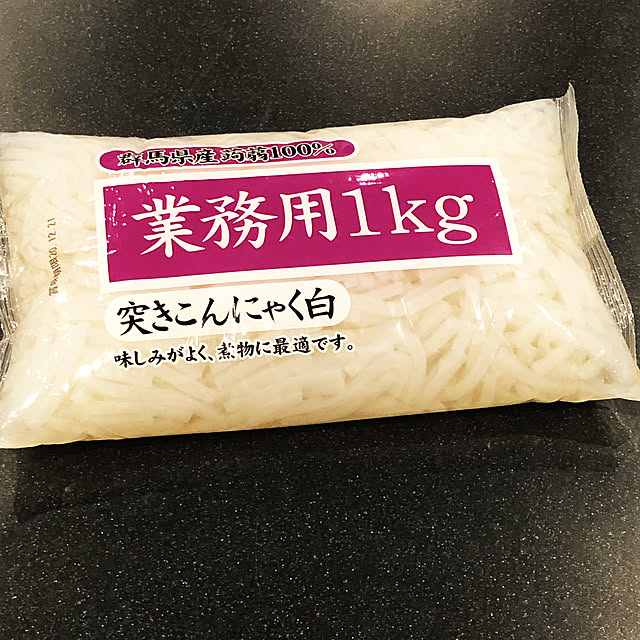 群馬県産蒟蒻100%
業務用1kg
突きこんにゃく白
味しみがよく、煮物に最適です。